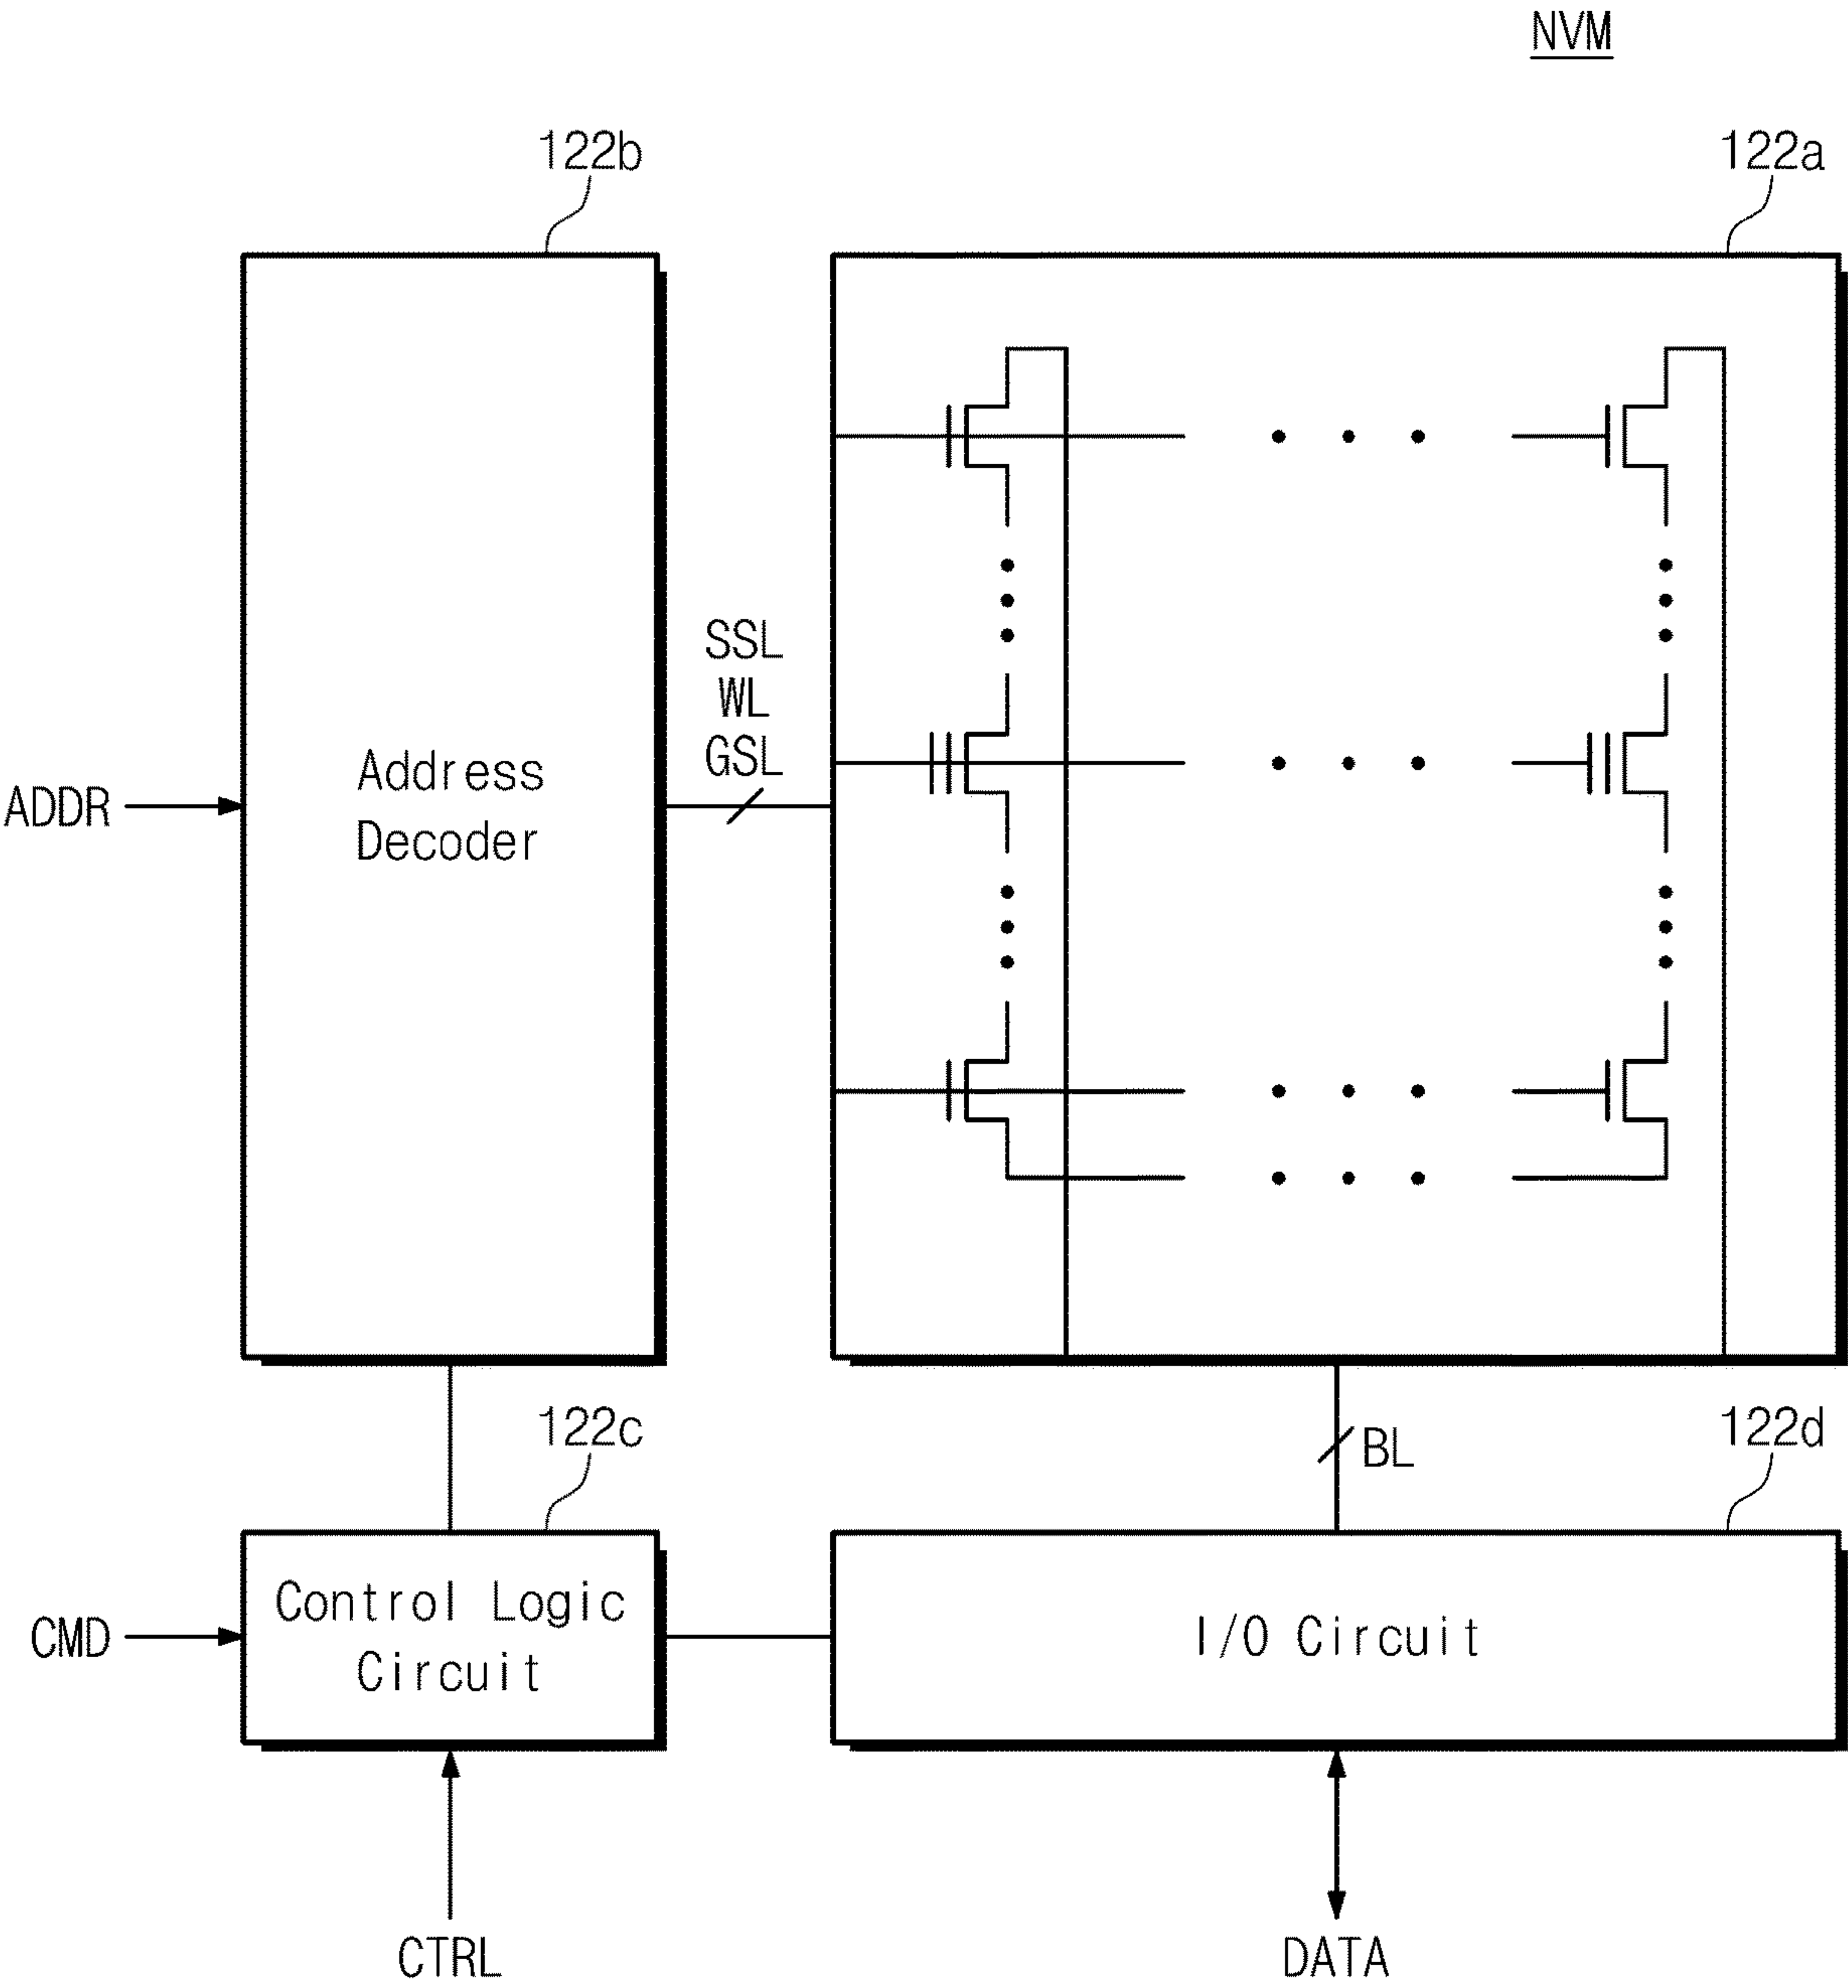 NVM
122b
122a
SSL
WL
GSL
Address
Decoder
ADDR
122c
122d
BL
Control Logic
Circuit
CMD
I/O Circuit
CTRL
DATA